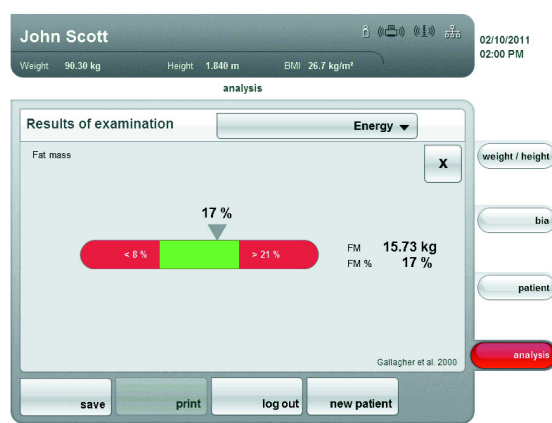 John Scott
02/10/2011
02:00 PM
Weight 90.30 kg Height 1.840 m BMI 26.7 kg/m²
analysis
Results of examination Energy
Fat mass
x
weight / height
17 %
< 8 % > 21 %
FM 15.73 kg
FM % 17 %
bia
patient
Gallagher et al. 2000
analysis
save print log out new patient